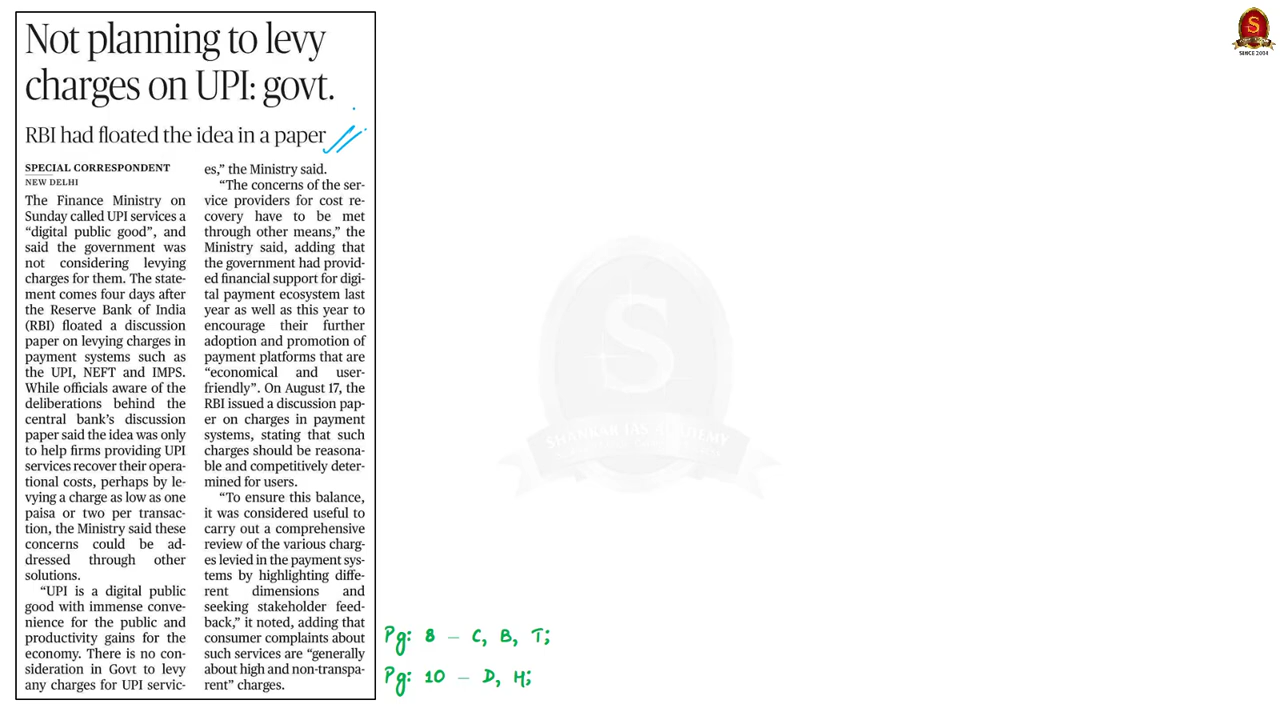 Not planning to levy
charges on UPI: govt.
RBI had floated the idea in a paper
SPECIAL CORRESPONDENT
NEW DELHI
The Finance Ministry on
Sunday called UPI services a
“digital public good”, and
said the government was
not considering levying
charges for them. The state-
ment comes four days after
the Reserve Bank of India
(RBI) floated a discussion
paper on levying charges in
payment systems such as
the UPI, NEFT and IMPS.
While officials aware of the
deliberations behind the
central bank’s discussion
paper said the idea was only
to help firms providing UPI
services recover their opera-
tional costs, perhaps by le-
vying a charge as low as one
paisa or two per transac-
tion, the Ministry said these
concerns could be ad-
dressed through other
solutions.
“UPI is a digital public
good with immense conve-
nience for the public and
productivity gains for the
economy. There is no con-
sideration in Govt to levy
any charges for UPI servic-
es,” the Ministry said.
“The concerns of the ser-
vice providers for cost re-
covery have to be met
through other means,” the
Ministry said, adding that
the government had provid-
ed financial support for digi-
tal payment ecosystem last
year as well as this year to
encourage their further
adoption and promotion of
payment platforms that are
“economical and user-
friendly”. On August 17, the
RBI issued a discussion pap-
er on charges in payment
systems, stating that such
charges should be reasona-
ble and competitively deter-
mined for users.
“To ensure this balance,
it was considered useful to
carry out a comprehensive
review of the various charg-
es levied in the payment sys-
tems by highlighting diffe-
rent dimensions and
seeking stakeholder feed-
back,” it noted, adding that
consumer complaints about
such services are “generally
about high and non-transpa-
rent” charges.
Pg: 8 – C, B, T;
Pg: 10 – D, H;
S
SHANKAR IAS ACADEMY
S
SINCE 2004